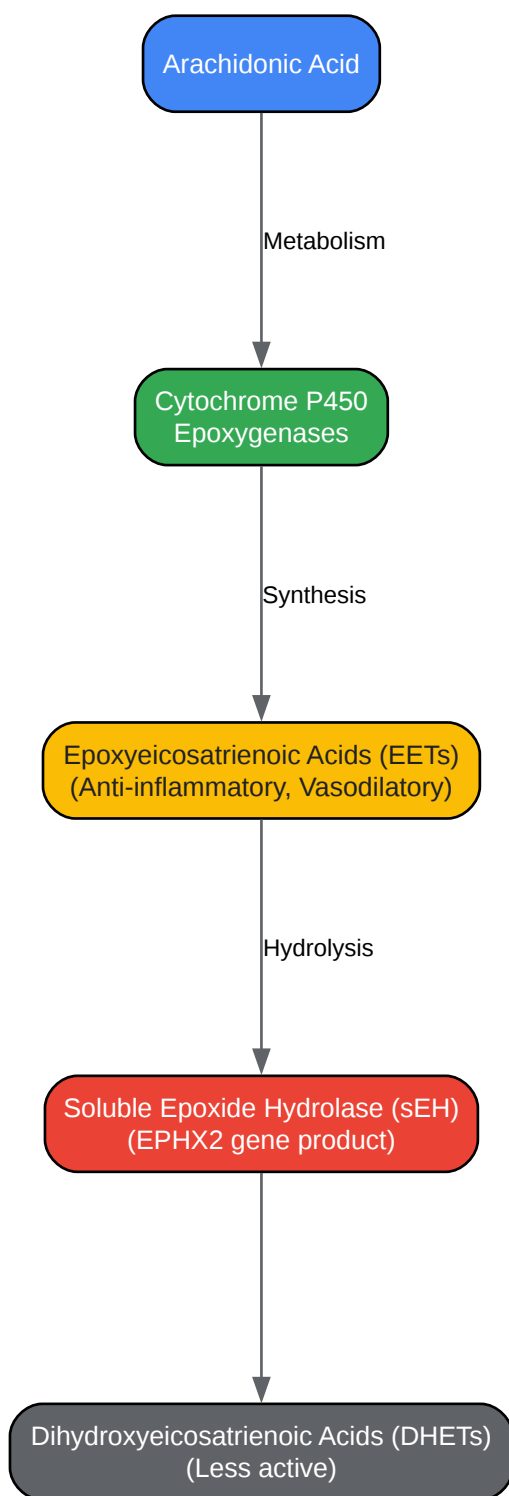 Arachidonic Acid
Metabolism
Cytochrome P450
Epoxygenases
Synthesis
Epoxyeicosatrienoic Acids (EETs)
(Anti-inflammatory, Vasodilatory)
Hydrolysis
Soluble Epoxide Hydrolase (sEH)
(EPHX2 gene product)
Dihydroxyeicosatrienoic Acids (DHETs)
(Less active)